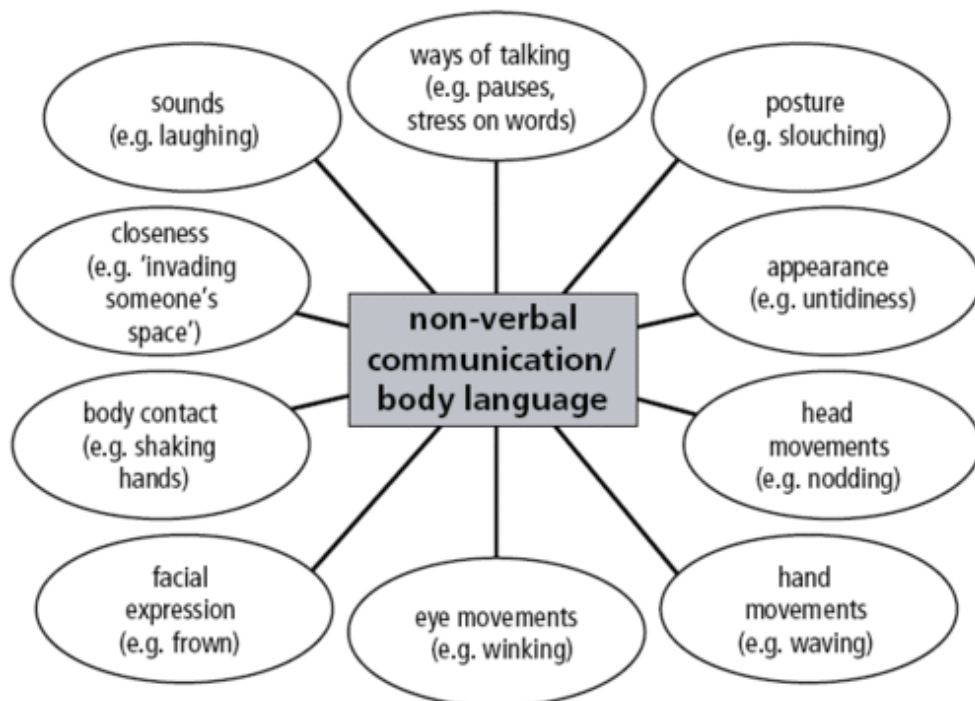 ways of talking
(e.g. pauses,
stress on words)
sounds
(e.g. laughing)
posture
(e.g. slouching)
closeness
(e.g. 'invading
someone's
space')
appearance
(e.g. untidiness)
non-verbal
communication/
body language
body contact
(e.g. shaking
hands)
head
movements
(e.g. nodding)
facial
expression
(e.g. frown)
eye movements
(e.g. winking)
hand
movements
(e.g. waving)